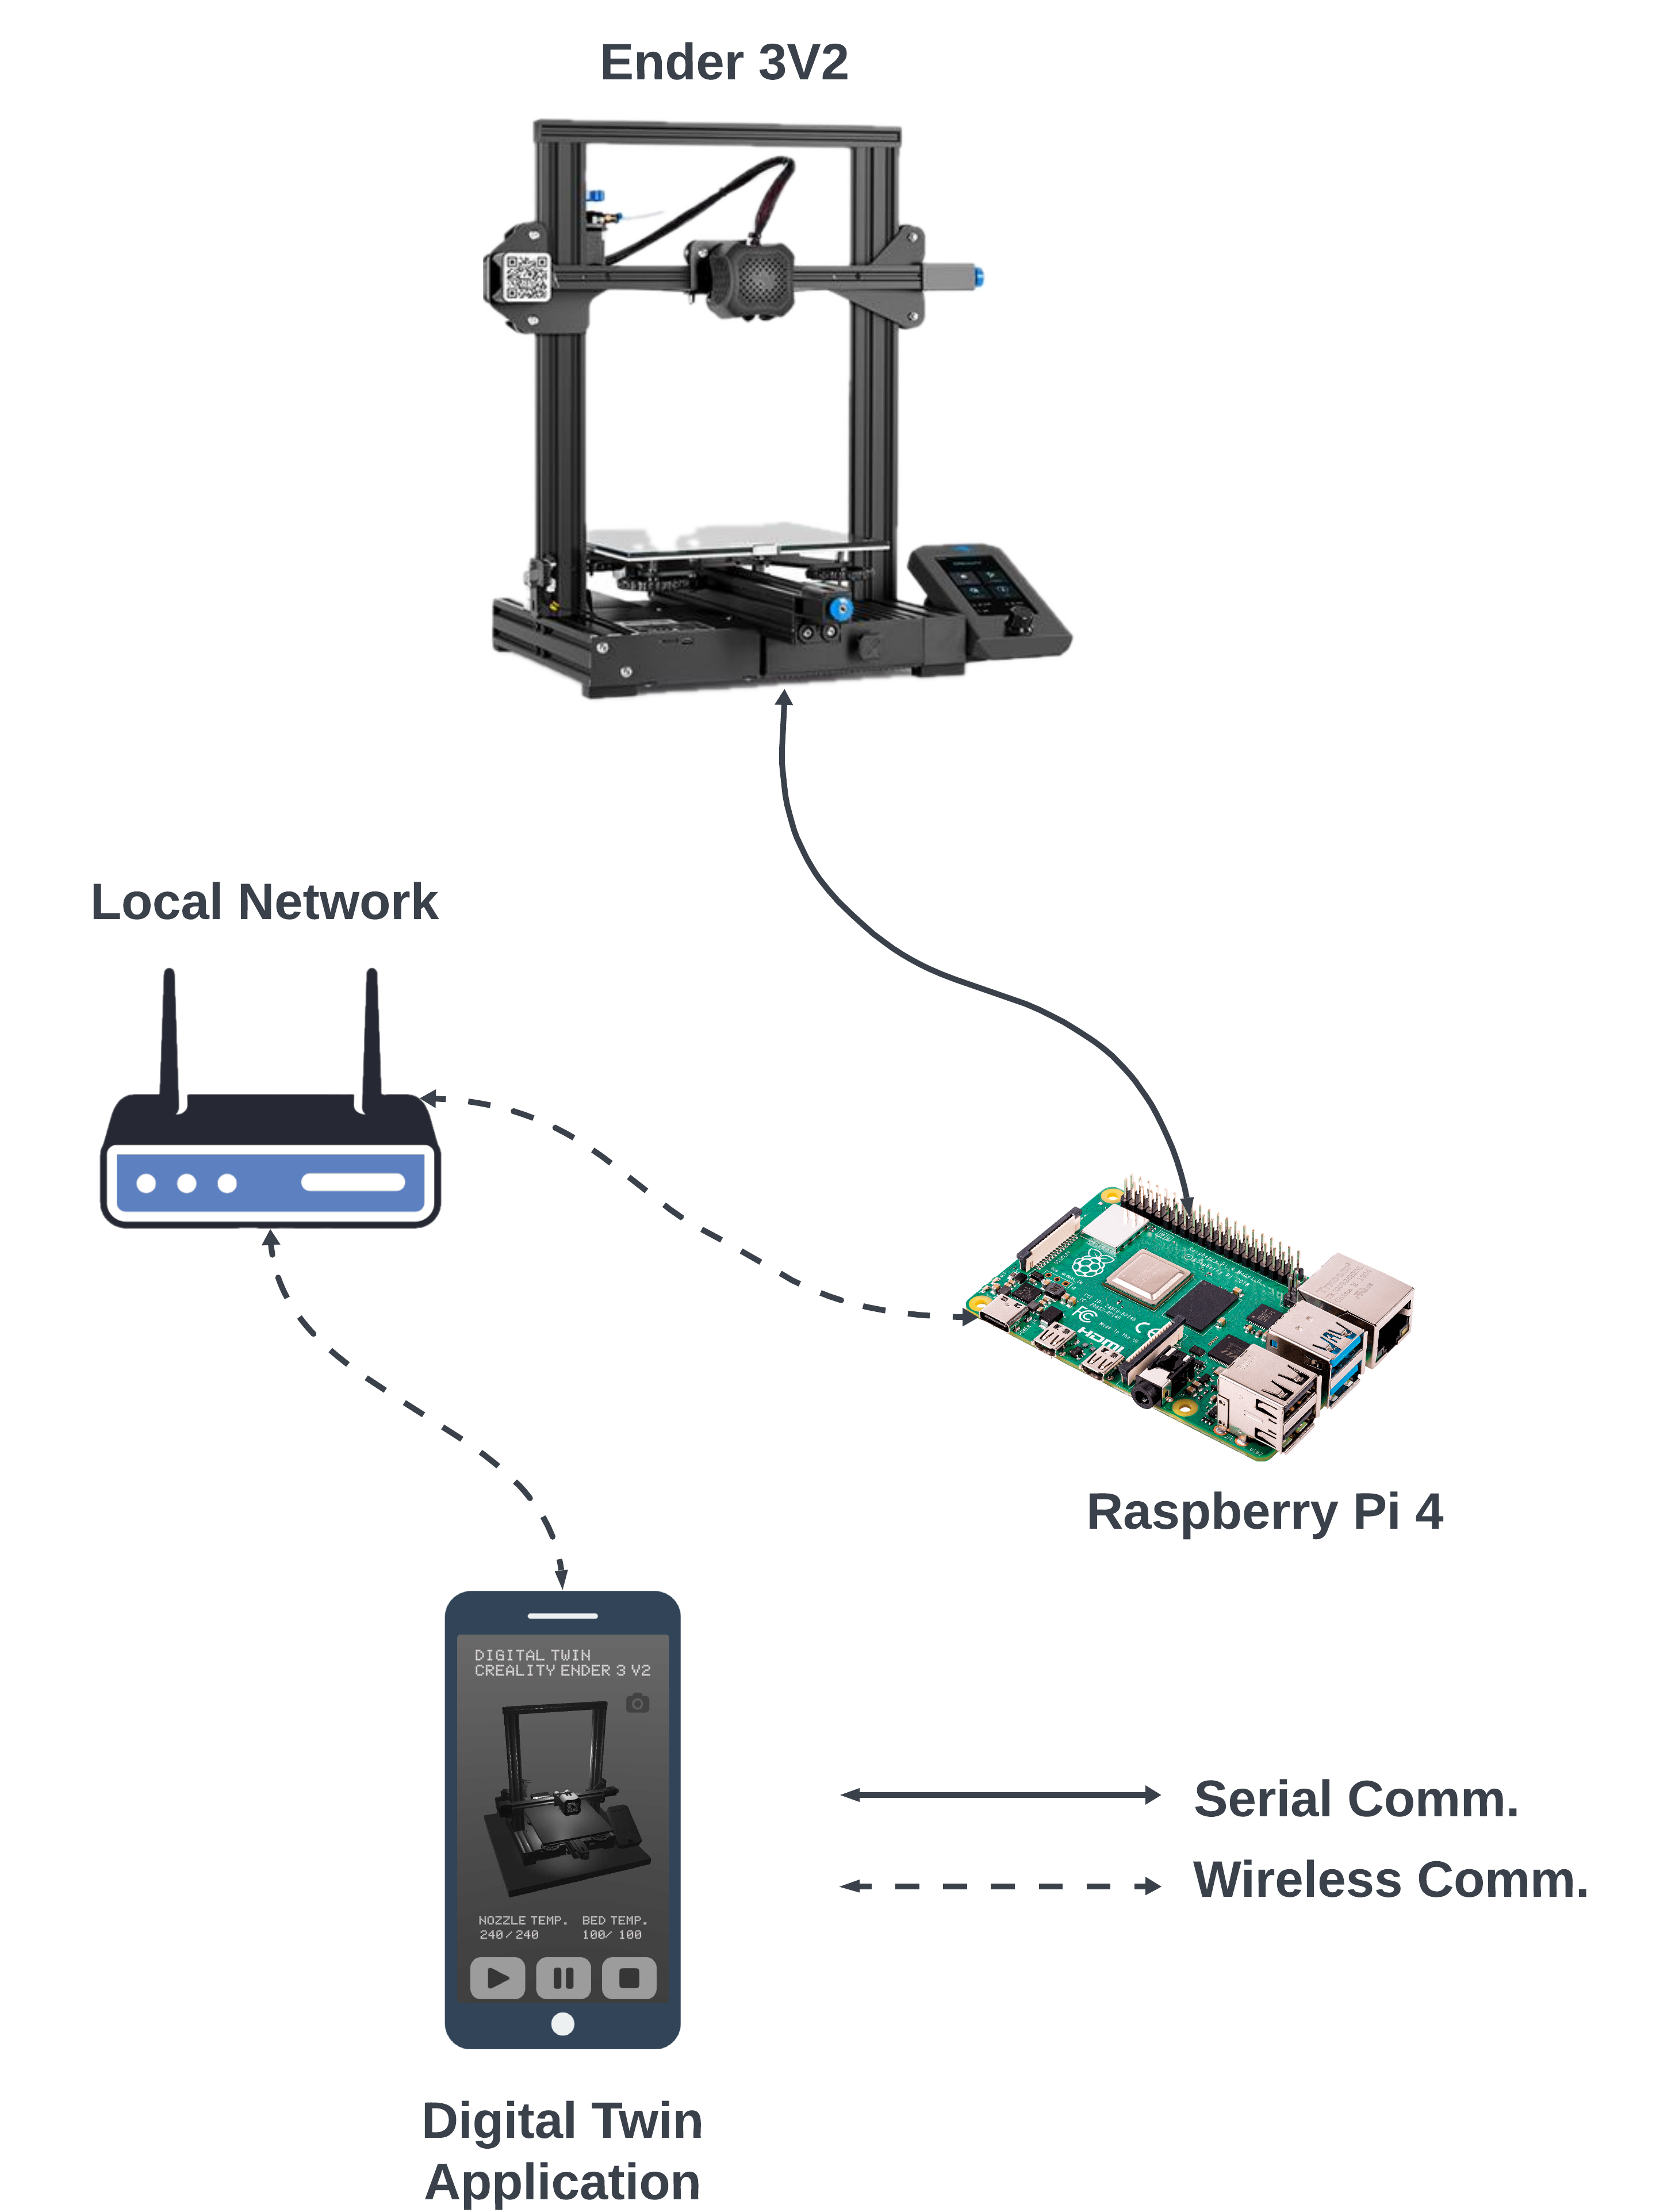 Ender 3V2
Local Network
HDMI
Raspberry Pi 4
DIGITAL TWIN
CREALITY ENDER 3 V2
NOZZLE TEMP. BED TEMP.
240/240 100/ 100
Serial Comm.
Wireless Comm.
Digital Twin
Application